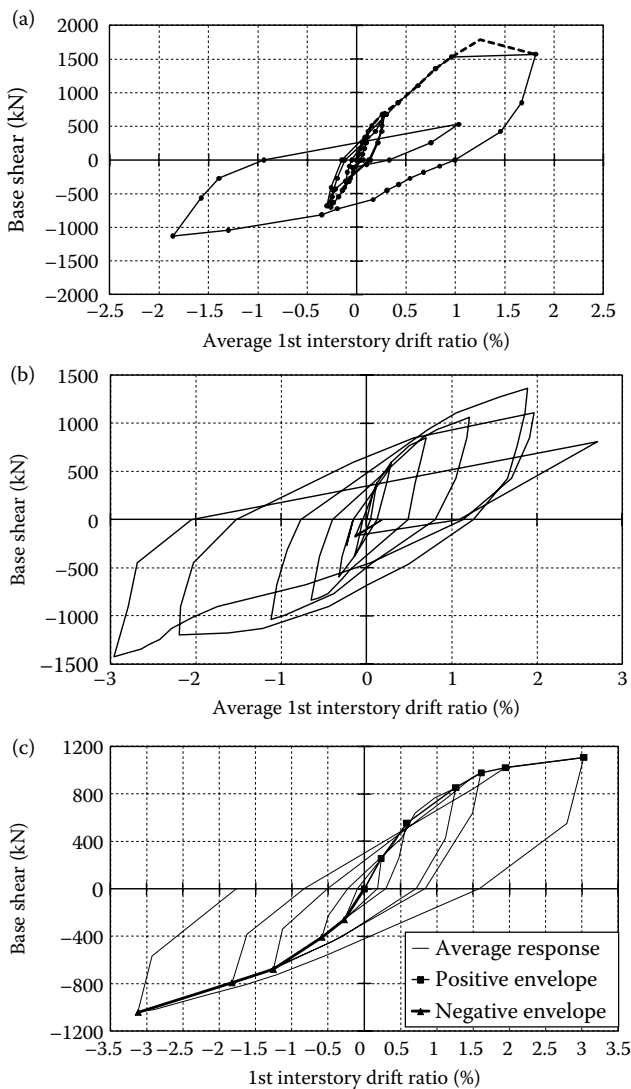 (a)
2000
1500
1000
500
0
−500
−1000
−1500
−2000
Base shear (kN)
−2.5 −2 −1.5 −1 −0.5 0 0.5 1 1.5 2 2.5
Average 1st interstory drift ratio (%)
(b)
1500
1000
500
0
−500
−1000
−1500
Base shear (kN)
−3 −2 −1 0 1 2 3
Average 1st interstory drift ratio (%)
(c)
1200
800
400
0
−400
−800
−1200
Base shear (kN)
Average response
Positive envelope
Negative envelope
−3.5 −3 −2.5 −2 −1.5 −1 −0.5 0 0.5 1 1.5 2 2.5 3 3.5
1st interstory drift ratio (%)